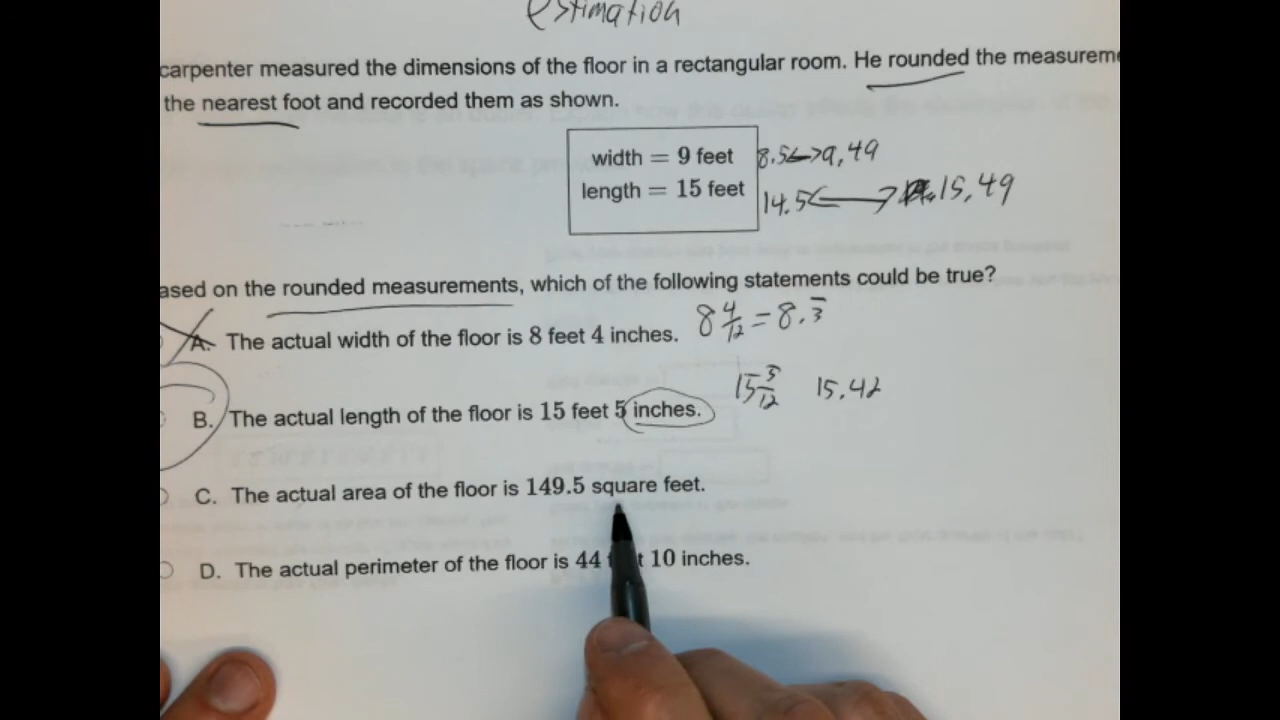 estimation
carpenter measured the dimensions of the floor in a rectangular room. He rounded the measureme
the nearest foot and recorded them as shown.
width = 9 feet 8.5<->9,49
length = 15 feet 14.5<-> 15,49
ased on the rounded measurements, which of the following statements could be true?
A. The actual width of the floor is 8 feet 4 inches. 8 4/12 = 8.3̅
B. The actual length of the floor is 15 feet 5 inches. 15 5/12 15.42
C. The actual area of the floor is 149.5 square feet.
D. The actual perimeter of the floor is 44 f t 10 inches.